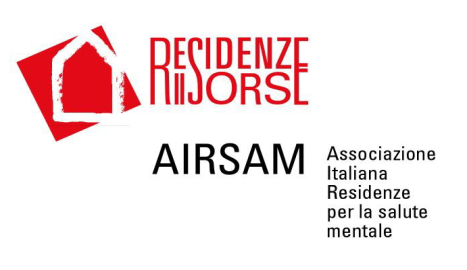 RESIDENZE
RISORSE
AIRSAM
Associazione
Italiana
Residenze
per la salute
mentale